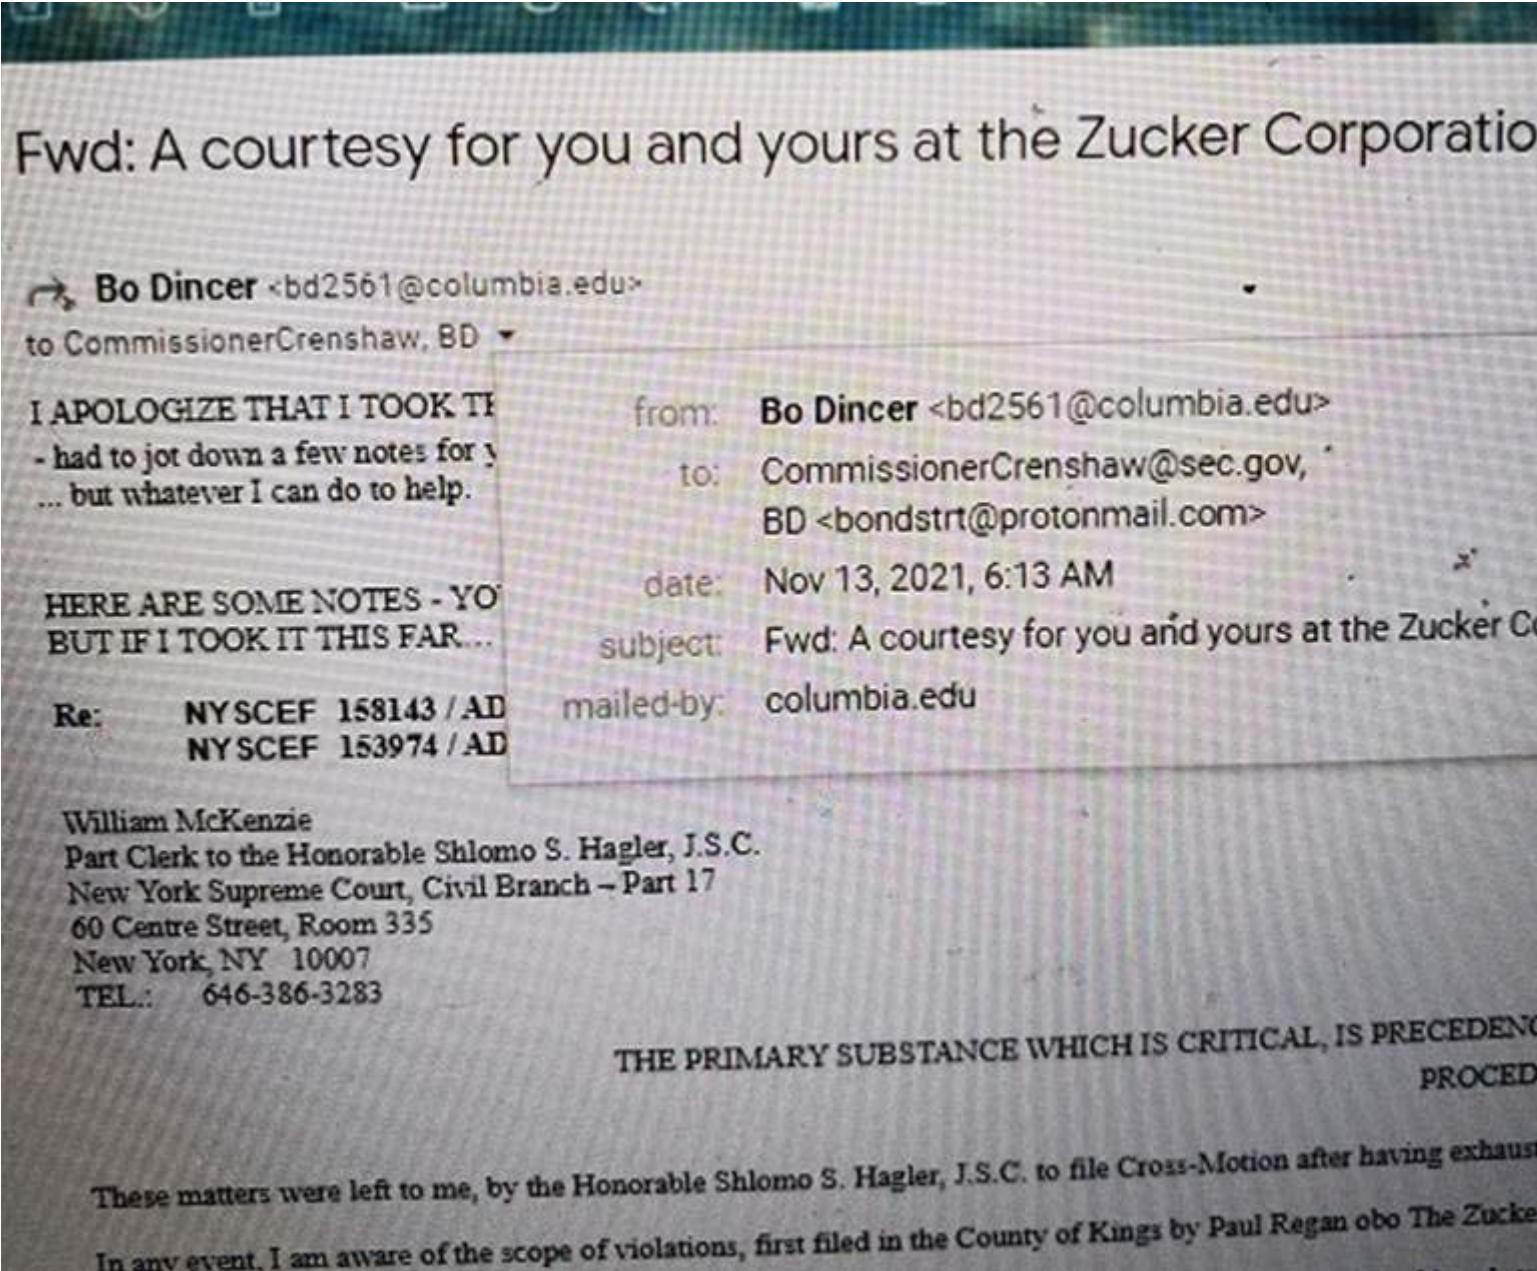 Fwd: A courtesy for you and yours at the Zucker Corporatio
Bo Dincer <bd2561@columbia.edu>
to CommissionerCrenshaw, BD
I APOLOGIZE THAT I TOOK
- had to jot down a few notes for
... but whatever I can do to help.
from: Bo Dincer <bd2561@columbia.edu>
to: CommissionerCrenshaw@sec.gov,
BD <bondstrt@protonmail.com>
date: Nov 13, 2021, 6:13 AM
subject: Fwd: A courtesy for you and yours at the Zucker
mailed-by: columbia.edu
HERE ARE SOME NOTES -
BUT IF I TOOK IT THIS FAR...
Re: NYSCEF 158143 / AD
NYSCEF 153974 / AD
William McKenzie
Part Clerk to the Honorable Shlomo S. Hagler, J.S.C.
New York Supreme Court, Civil Branch – Part 17
60 Centre Street, Room 335
New York, NY 10007
TEL.: 646-386-3283
THE PRIMARY SUBSTANCE WHICH IS CRITICAL, IS PRECEDENC
PROCED
These matters were left to me, by the Honorable Shlomo S. Hagler, J.S.C. to file Cross-Motion after having exhaus
In any event, I am aware of the scope of violations, first filed in the County of Kings by Paul Regan obo The Zucke